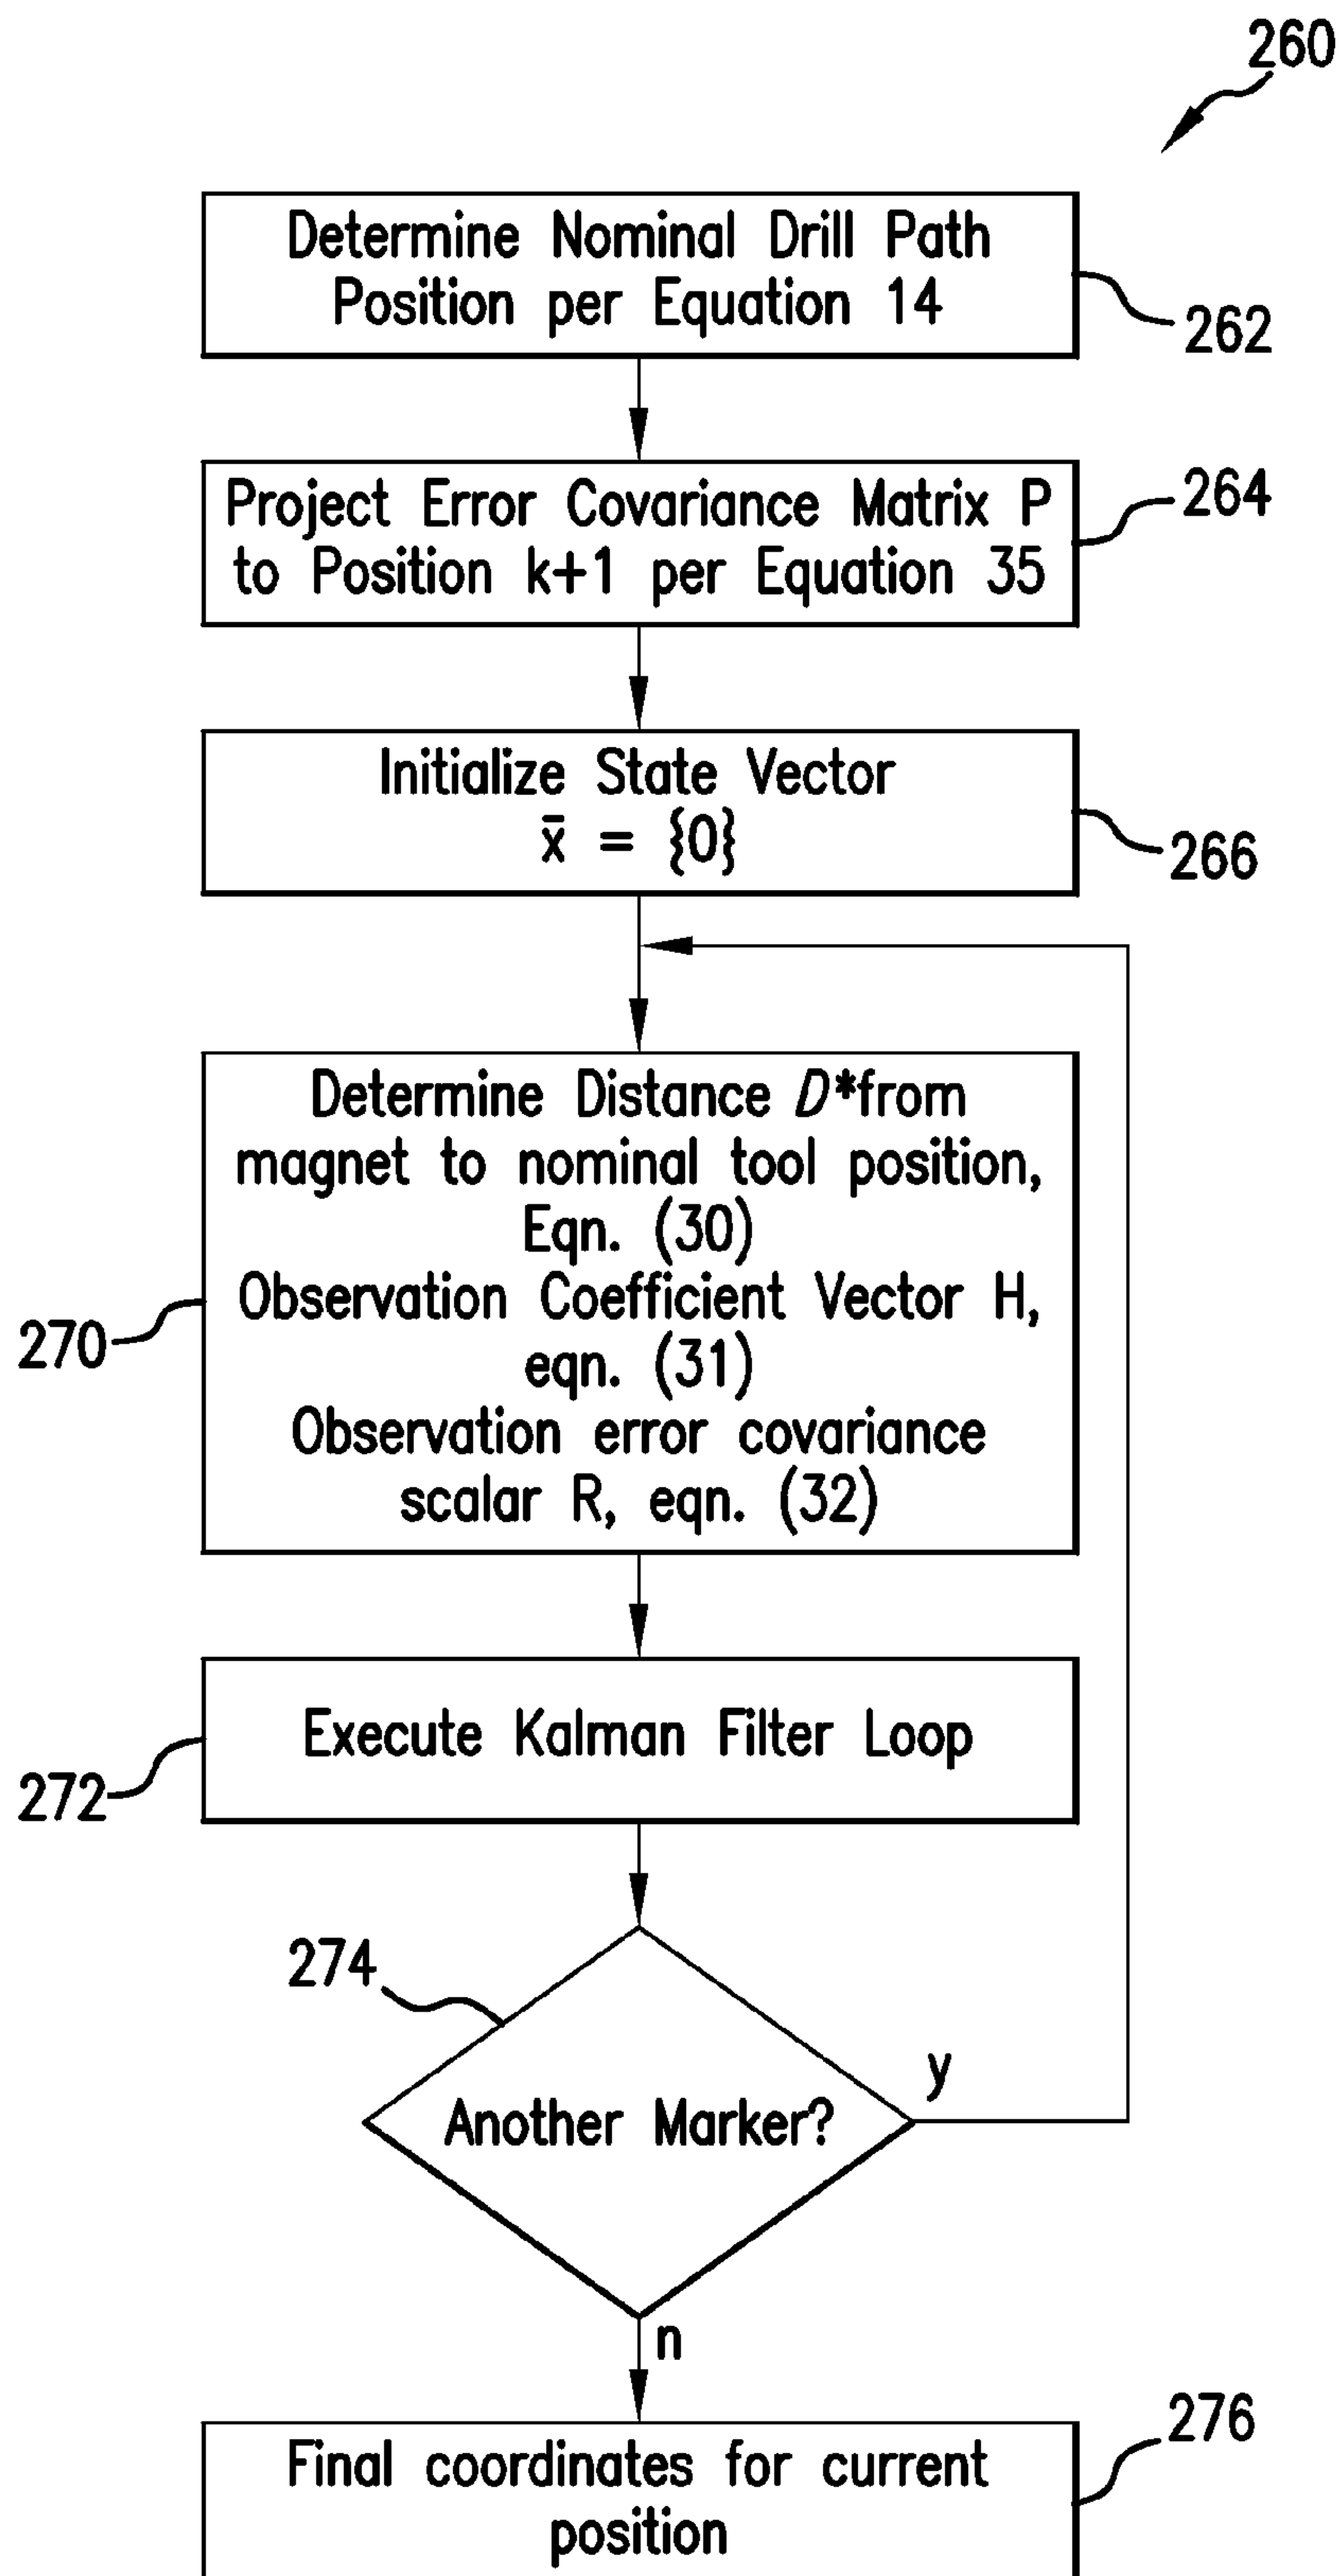 260
Determine Nominal Drill Path
Position per Equation 14
262
Project Error Covariance Matrix P
to Position k+1 per Equation 35
264
Initialize State Vector
x̄ = {0}
266
Determine Distance D*from
magnet to nominal tool position,
Eqn. (30)
Observation Coefficient Vector H,
eqn. (31)
Observation error covariance
scalar R, eqn. (32)
270
Execute Kalman Filter Loop
272
274
Another Marker?
y
n
Final coordinates for current
position
276